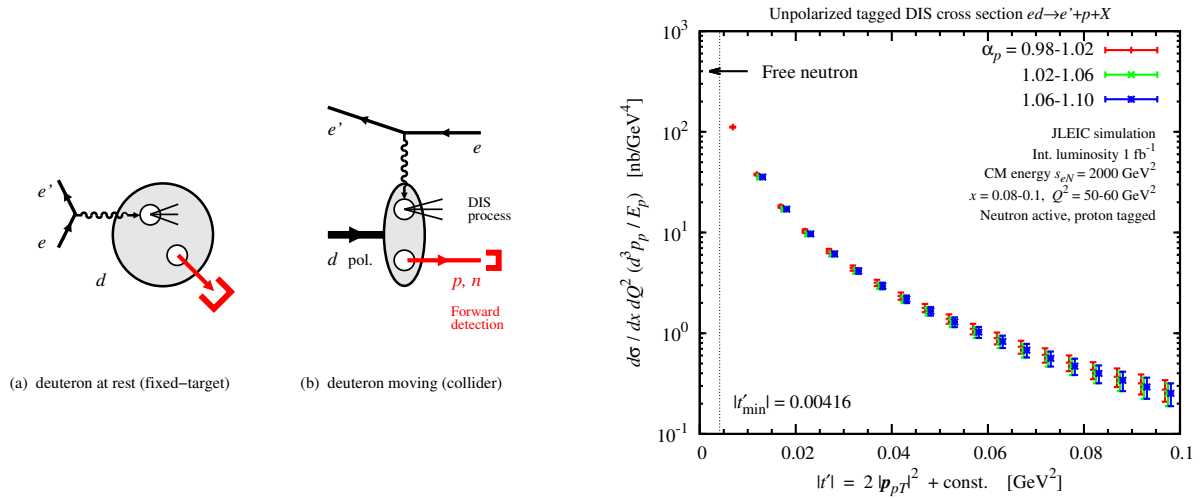 e'
e
d
(a) deuteron at rest (fixed−target)
e'
e
DIS
process
d pol.
p, n
Forward
detection
(b) deuteron moving (collider)
Unpolarized tagged DIS cross section ed→e'+p+X
dσ / dx dQ² (d³pₚ / Eₚ) [nb/GeV⁴]
10³
10²
10¹
10⁰
10⁻¹
αₚ = 0.98-1.02
1.02-1.06
1.06-1.10
Free neutron
JLEIC simulation
Int. luminosity 1 fb⁻¹
CM energy s_eN = 2000 GeV²
x = 0.08-0.1, Q² = 50-60 GeV²
Neutron active, proton tagged
|t'_min| = 0.00416
0 0.02 0.04 0.06 0.08 0.1
|t'| = 2 |p_pT|² + const. [GeV²]